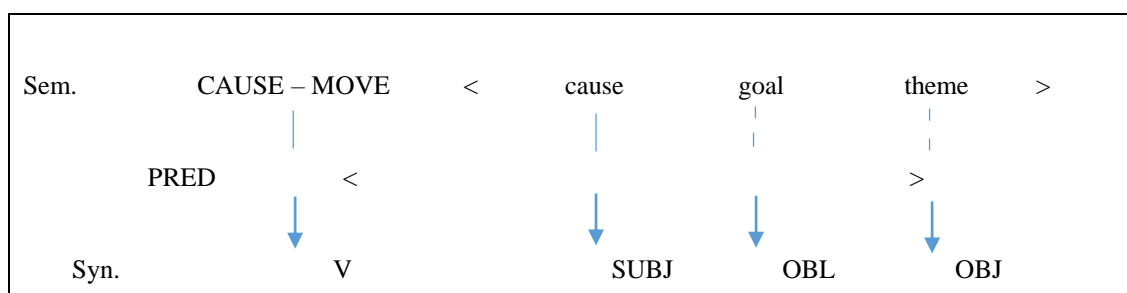 Sem. CAUSE – MOVE < cause goal theme >
PRED < >
Syn. V SUBJ OBL OBJ